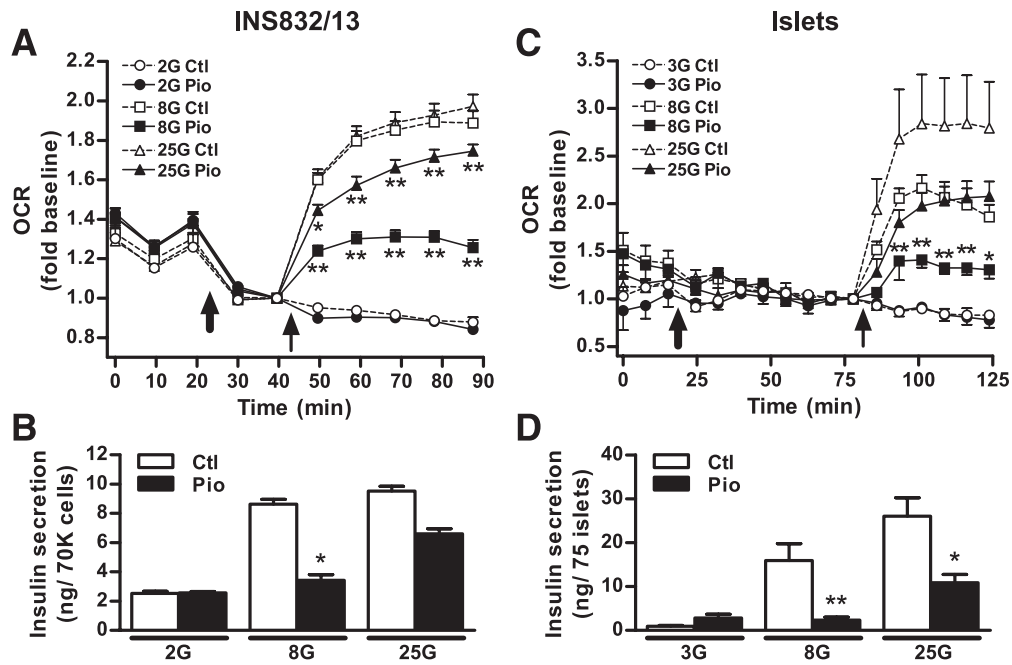 INS832/13
Islets
A
2.2
2.0
1.8
1.6
1.4
1.2
1.0
0.8
OCR
(fold baseline)
2G Ctl
2G Pio
8G Ctl
8G Pio
25G Ctl
25G Pio
*
**
**
**
**
**
**
**
**
**
0 10 20 30 40 50 60 70 80 90
Time (min)
C
3.5
3.0
2.5
2.0
1.5
1.0
0.5
OCR
(fold baseline)
3G Ctl
3G Pio
8G Ctl
8G Pio
25G Ctl
25G Pio
** ** ** ** *
0 25 50 75 100 125
Time (min)
B
12
10
8
6
4
2
0
Insulin secretion
(ng/ 70K cells)
Ctl
Pio
*
2G 8G 25G
D
40
30
20
10
0
Insulin secretion
(ng/ 75 islets)
Ctl
Pio
**
*
3G 8G 25G